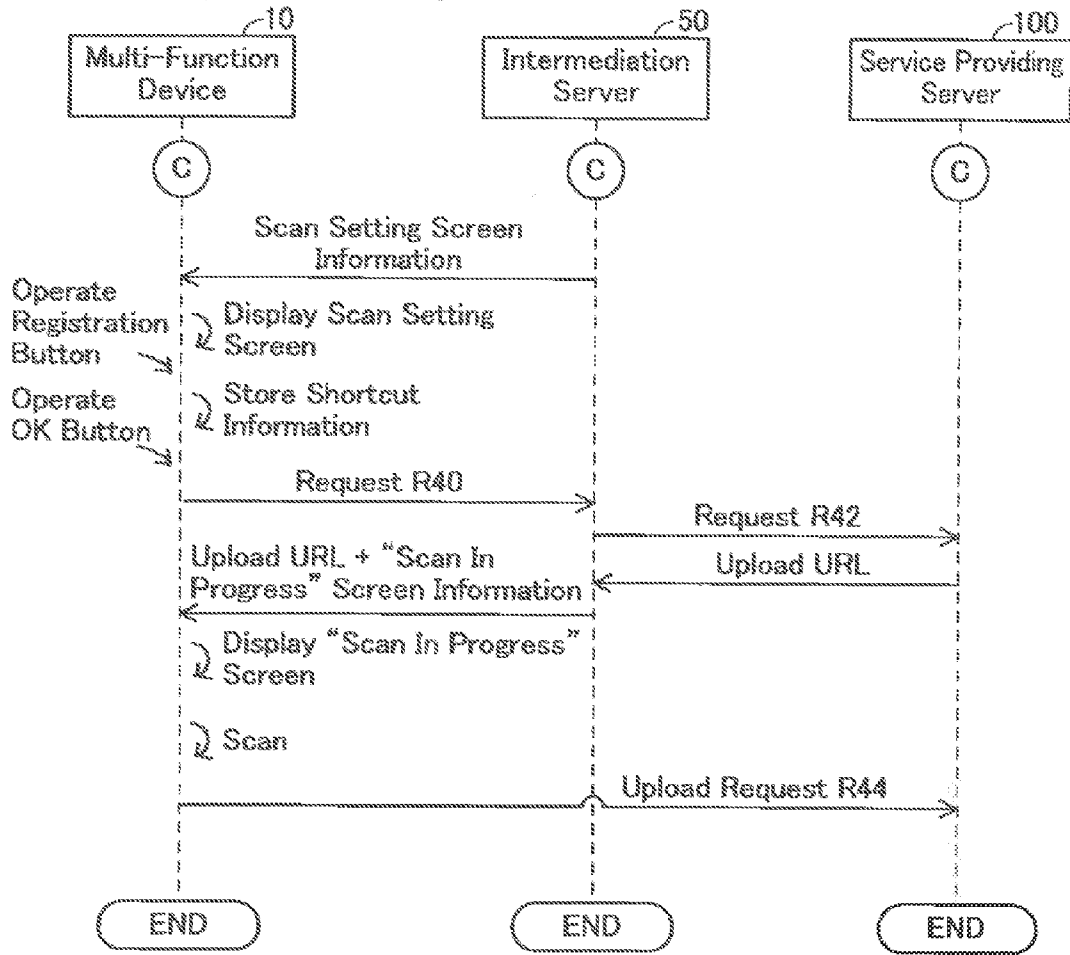 10
50
100
Multi-Function
Device
Intermediation
Server
Service Providing
Server
C
C
C
Scan Setting Screen
Information
Operate
Registration
Button
Display Scan Setting
Screen
Operate
OK Button
Store Shortcut
Information
Request R40
Request R42
Upload URL + “Scan In
Progress” Screen Information
Upload URL
Display “Scan In Progress”
Screen
Scan
Upload Request R44
END
END
END